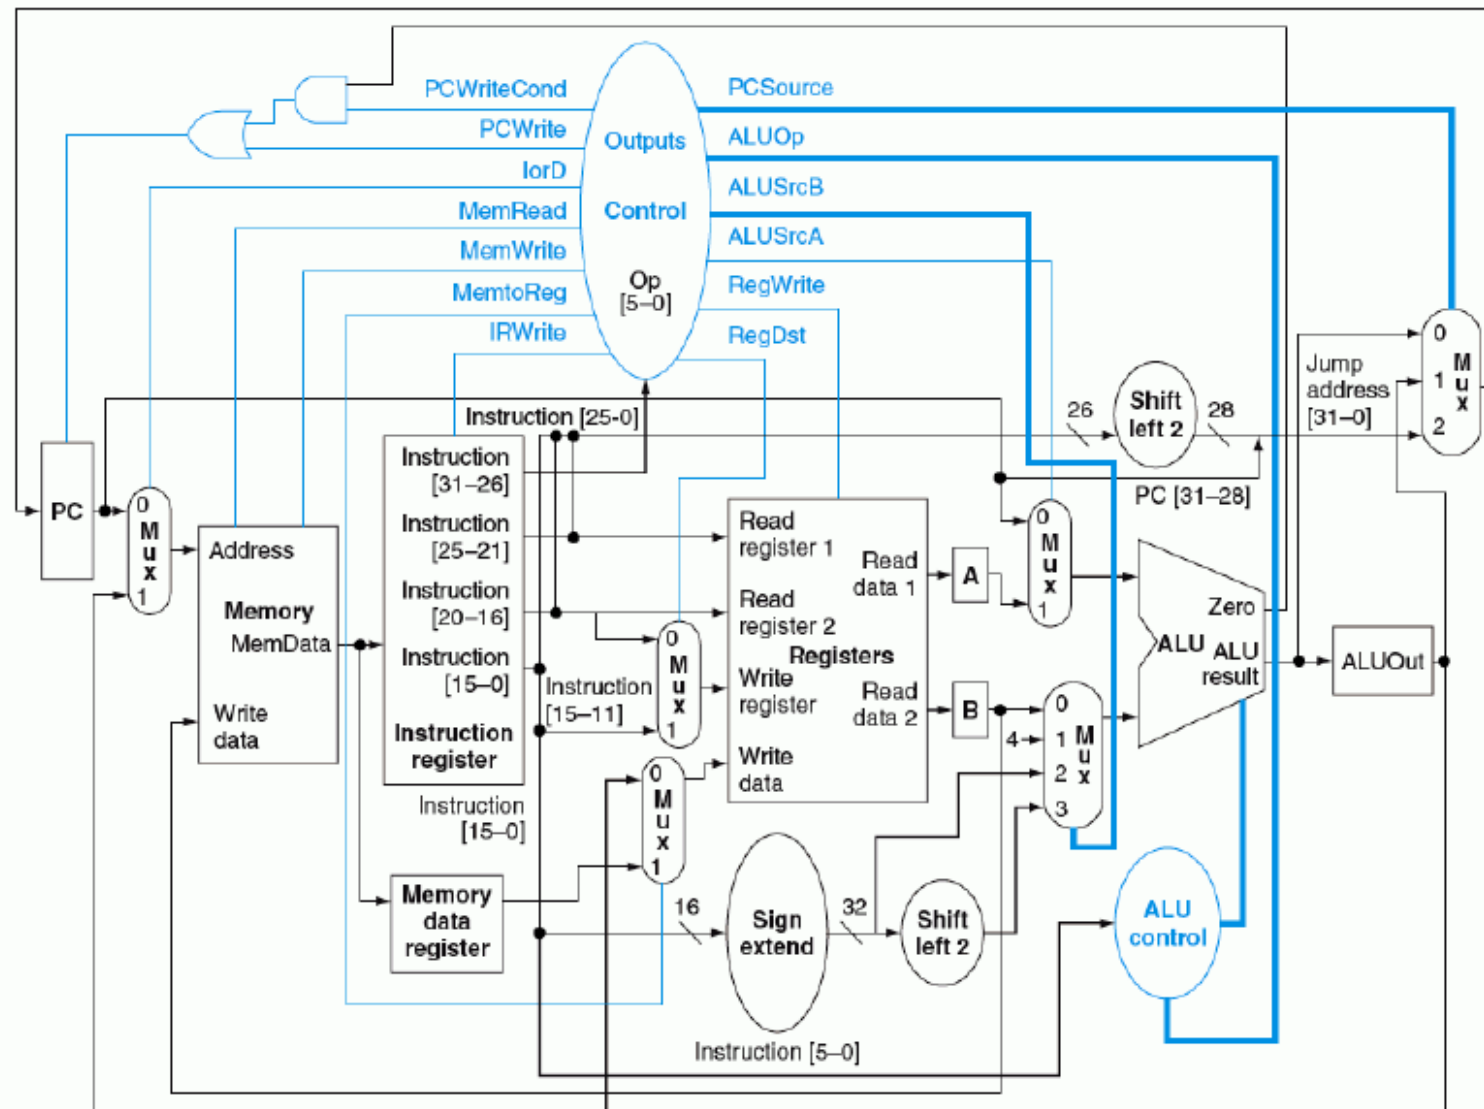 PCWriteCond
PCWrite
IorD
MemRead
MemWrite
MemtoReg
IRWrite
Outputs
Control
Op
[5–0]
PCSource
ALUOp
ALUSrcB
ALUSrcA
RegWrite
RegDst
Instruction [25-0]
26
Shift
left 2
28
Jump
address
[31–0]
0
1
2
M
u
x
PC [31–28]
PC
0
M
u
x
1
Address
Memory
MemData
Write
data
Instruction
[31–26]
Instruction
[25–21]
Instruction
[20–16]
Instruction
[15–0]
Instruction
register
Instruction
[15–11]
0
M
u
x
1
Read
register 1
Read
register 2
Registers
Write
register
Write
data
Read
data 1
Read
data 2
A
B
0
M
u
x
1
4
0
1
2
3
M
u
x
Zero
ALU
ALU
result
ALUOut
Instruction
[15–0]
0
M
u
x
1
Memory
data
register
16
Sign
extend
32
Shift
left 2
ALU
control
Instruction [5–0]